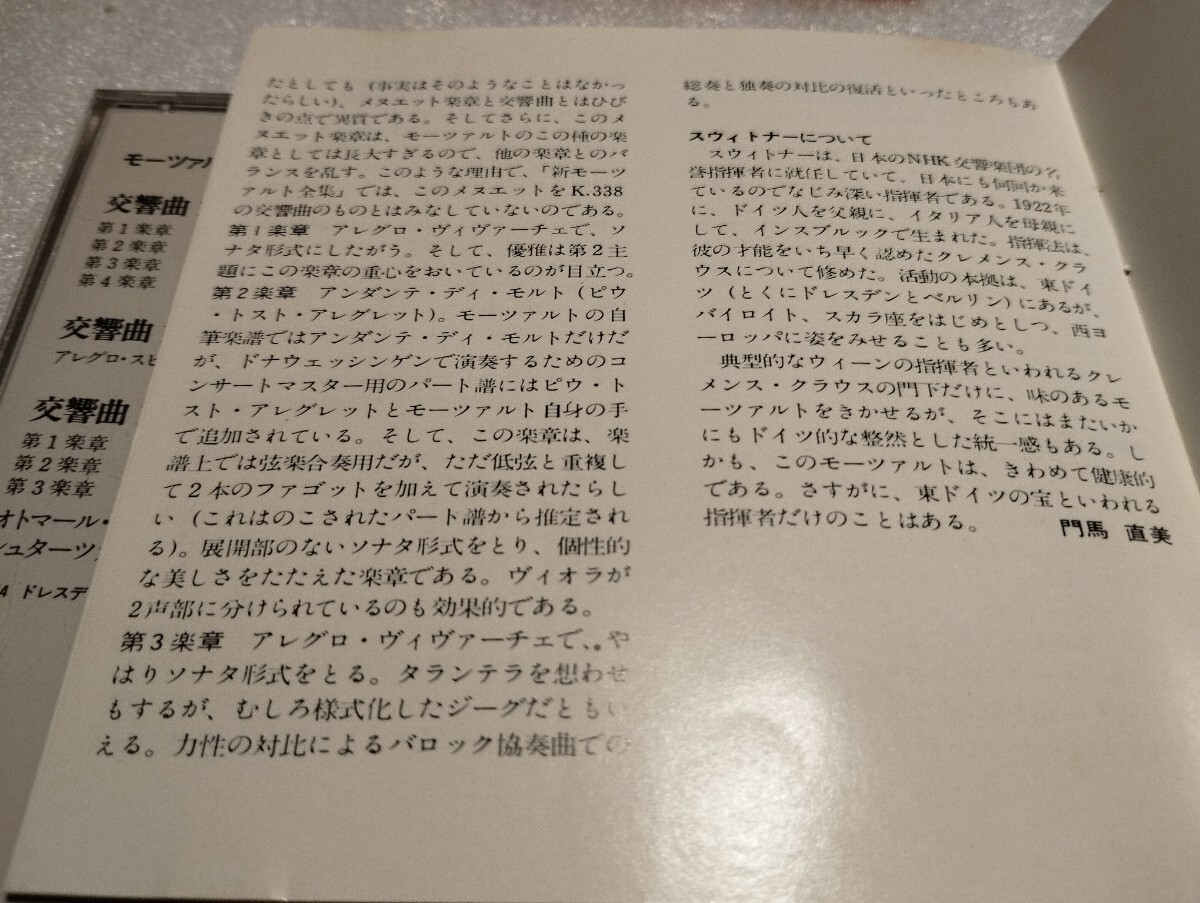 モーツァル
交響曲
第1楽章
第2楽章
第3楽章
第4楽章
交響曲
アレグロ・スピ
交響曲
第1楽章
第2楽章
第3楽章
オトマール・
シュターツ
ドレスデ
たとしても (事実はそのようなことはなかっ
たらしい)、メヌエット楽章と交響曲とはひび
きの点で異質である。そしてさらに、このメ
ヌエット楽章は、モーツァルトのこの種の楽
章としては長大すぎるので、他の楽章とのバ
ランスを乱す。このような理由で、「新モーツ
ァルト全集」では、このメヌエットをK.338
の交響曲のものとはみなしていないのである。
第1楽章 アレグロ・ヴィヴァーチェで、ソ
ナタ形式にしたがう。そして、優雅は第2主
題にこの楽章の重心をおいているのが目立つ。
第2楽章 アンダンテ・ディ・モルト (ピウ
・トスト・アレグレット)。モーツァルトの自
筆楽譜ではアンダンテ・ディ・モルトだけだ
が、ドナウェッシンゲンで演奏するためのコ
ンサートマスター用のパート譜にはピウ・ト
スト・アレグレットとモーツァルト自身の手
で追加されている。そして、この楽章は、楽
譜上では弦楽合奏用だが、ただ低弦と重複し
て2本のファゴットを加えて演奏されたらし
い (これはのこされたパート譜から推定され
る)。展開部のないソナタ形式をとり、個性的
な美しさをたたえた楽章である。ヴィオラが
2声部に分けられているのも効果的である。
第3楽章 アレグロ・ヴィヴァーチェで、や
はりソナタ形式をとる。タランテラを想わせ
もするが、むしろ様式化したジーグだともい
える。力性の対比によるバロック協奏曲での
総奏と独奏の対比の復活といったところもあ
る。
スウィトナーについて
スウィトナーは、日本のNHK交響楽団の名
誉指揮者に就任していて、日本にも何回か来
ているのでなじみ深い指揮者である。1922年
に、ドイツ人を父親に、イタリア人を母親に
して、インスブルックで生まれた。指揮法は、
彼の才能をいち早く認めたクレメンス・クラ
ウスについて修めた。活動の本拠は、東ドイ
ツ (とくにドレスデンとベルリン) にあるが、
バイロイト、スカラ座をはじめとしつ、西ヨ
ーロッパに姿をみせることも多い。
典型的なウィーンの指揮者といわれるクレ
メンス・クラウスの門下だけに、味のあるモ
ーツァルトをきかせるが、そこにはまたいか
にもドイツ的な整然とした統一感もある。し
かも、このモーツァルトは、きわめて健康的
である。さすがに、東ドイツの宝といわれる
指揮者だけのことはある。 門馬 直美